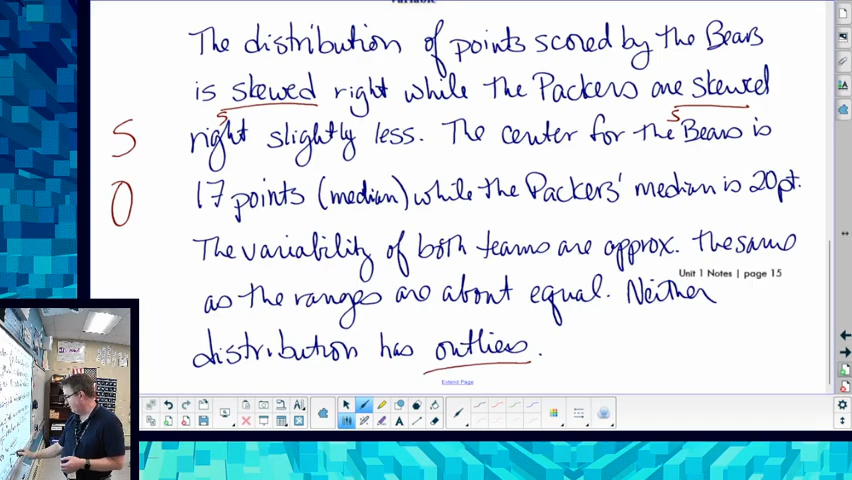 variable
The distribution of points scored by the Bears
is skewed right while the Packers are skewed
S
S
S
right slightly less. The center for the Bears is
O
17 points (median) while the Packers' median is 20pt.
The variability of both teams are approx. the same
Unit 1 Notes | page 15
as the ranges are about equal. Neither
distribution has outliers.
Extend Page